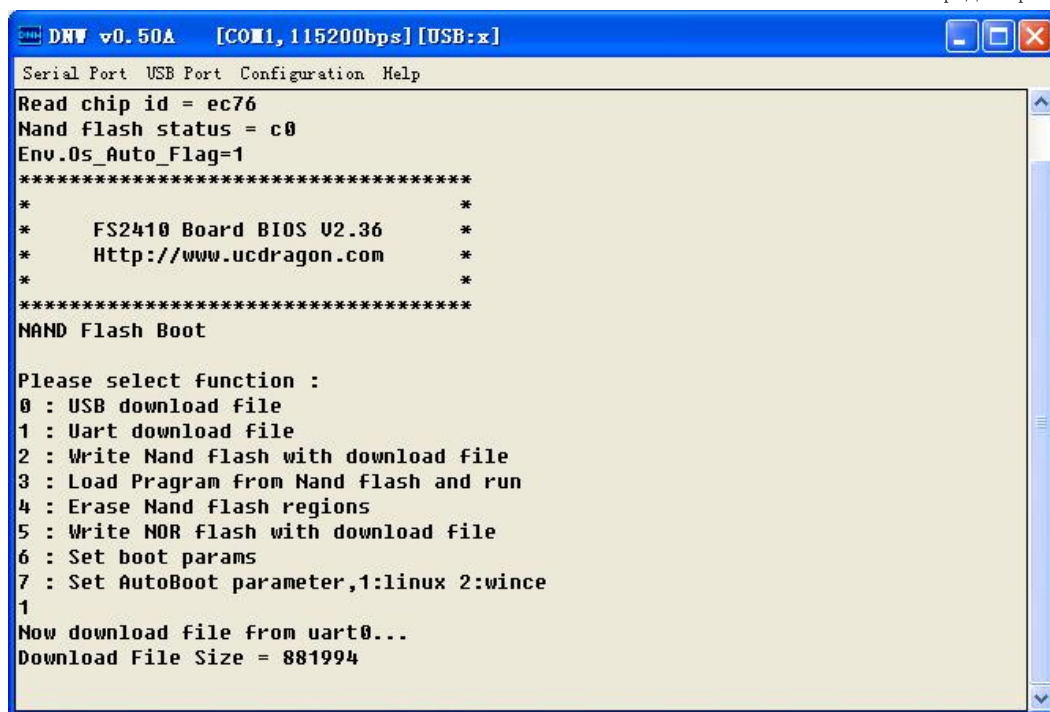 DNW v0.50A [COM1,115200bps][USB:x]
Serial Port USB Port Configuration Help
Read chip id = ec76
Nand flash status = c0
Env.Os_Auto_Flag=1
************************************
*                                   *
*     FS2410 Board BIOS V2.36      *
*     Http://www.ucdragon.com      *
*                                   *
************************************
NAND Flash Boot
Please select function :
0 : USB download file
1 : Uart download file
2 : Write Nand flash with download file
3 : Load Pragram from Nand flash and run
4 : Erase Nand flash regions
5 : Write NOR flash with download file
6 : Set boot params
7 : Set AutoBoot parameter,1:linux 2:wince
1
Now download file from uart0...
Download File Size = 881994